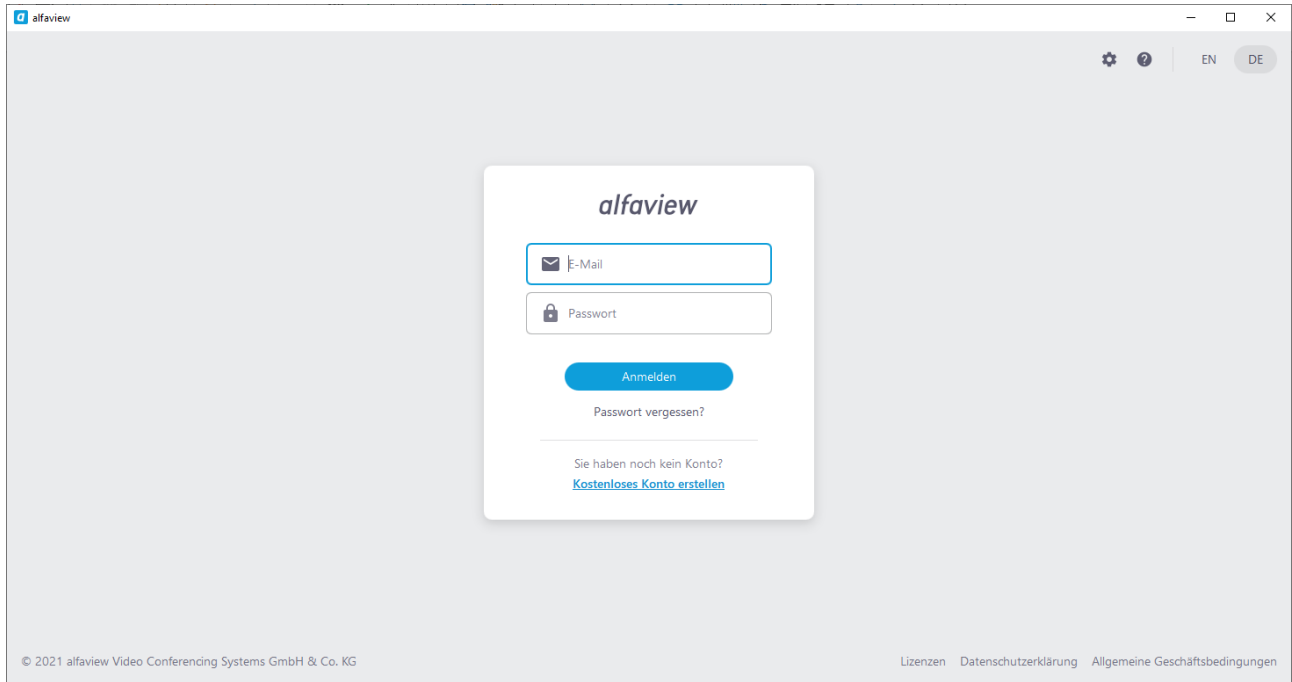 alfaview
EN DE
alfaview
E-Mail
Passwort
Anmelden
Passwort vergessen?
Sie haben noch kein Konto?
Kostenloses Konto erstellen
© 2021 alfaview Video Conferencing Systems GmbH & Co. KG
Lizenzen Datenschutzerklärung Allgemeine Geschäftsbedingungen